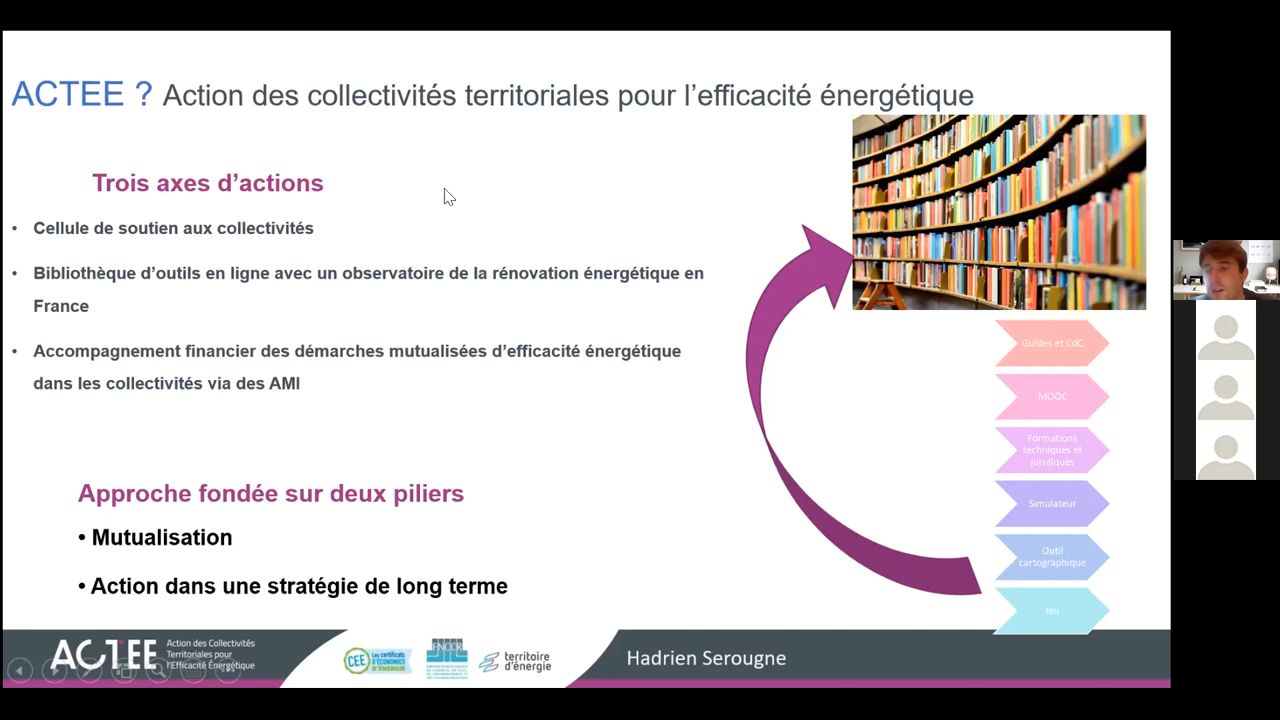 ACTEE ? Action des collectivités territoriales pour l’efficacité énergétique
Trois axes d’actions
• Cellule de soutien aux collectivités
• Bibliothèque d’outils en ligne avec un observatoire de la rénovation énergétique en
France
• Accompagnement financier des démarches mutualisées d’efficacité énergétique
dans les collectivités via des AMI
Approche fondée sur deux piliers
• Mutualisation
• Action dans une stratégie de long terme
Guides et CdC
MOOC
Formations
techniques et
juridiques
Simulateur
Outil
cartographique
Jeu
ACTEE
Action des Collectivités
Territoriales pour
l’Efficacité Énergétique
CEE
Les certificats
D’ÉCONOMIES
D’ÉNERGIE
FNCCR
territoire
d’énergie
Hadrien Serougne